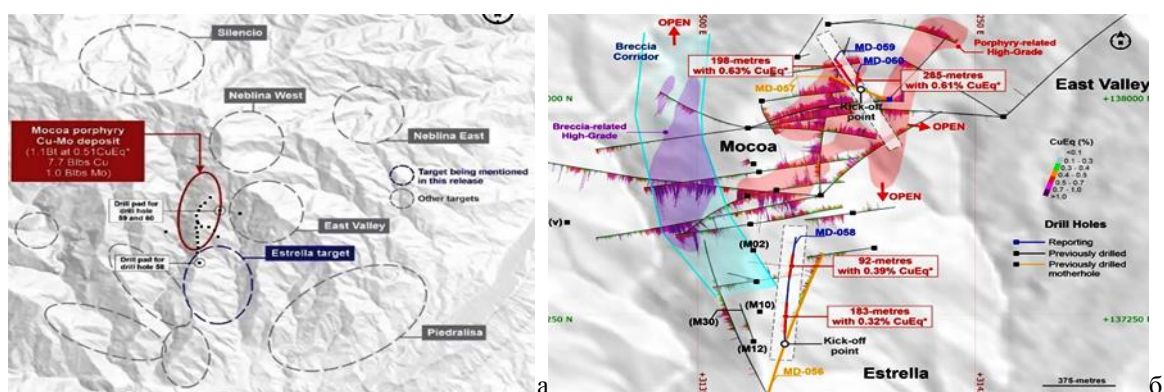 Silencio
Neblina West
Neblina East
Mocoa porphyry
Cu-Mo deposit
(1.1Bt at 0.51CuEq*
7.7 Blbs Cu
1.0 Blbs Mo)
Target being mentioned
in this release
Other targets
Drill pad for
drill hole
59 and 60
East Valley
Drill pad for
drill hole 58
Estrella target
Piedralisa
а
OPEN
Breccia
Corridor
198-metres
with 0.63% CuEq*
MD-059
MD-060
MD-057
250 E
Porphyry-related
High-Grade
285-metres
with 0.61% CuEq*
East Valley
Kick-off
point
+138000 N
Breccia-related
High-Grade
Mocoa
OPEN
OPEN
CuEq (%)
<0.1
0.1 - 0.3
0.3 - 0.4
0.4 - 0.5
0.5 - 0.7
0.7 - 1.0
>1.0
Drill Holes
Reporting
Previously drilled
Previously drilled
motherhole
(M02)
MD-058
92-metres
with 0.39% CuEq*
(M10)
(M30)
(M12)
183-metres
with 0.32% CuEq*
+137250 N
Kick-off
point
MD-056
Estrella
375-metres
б